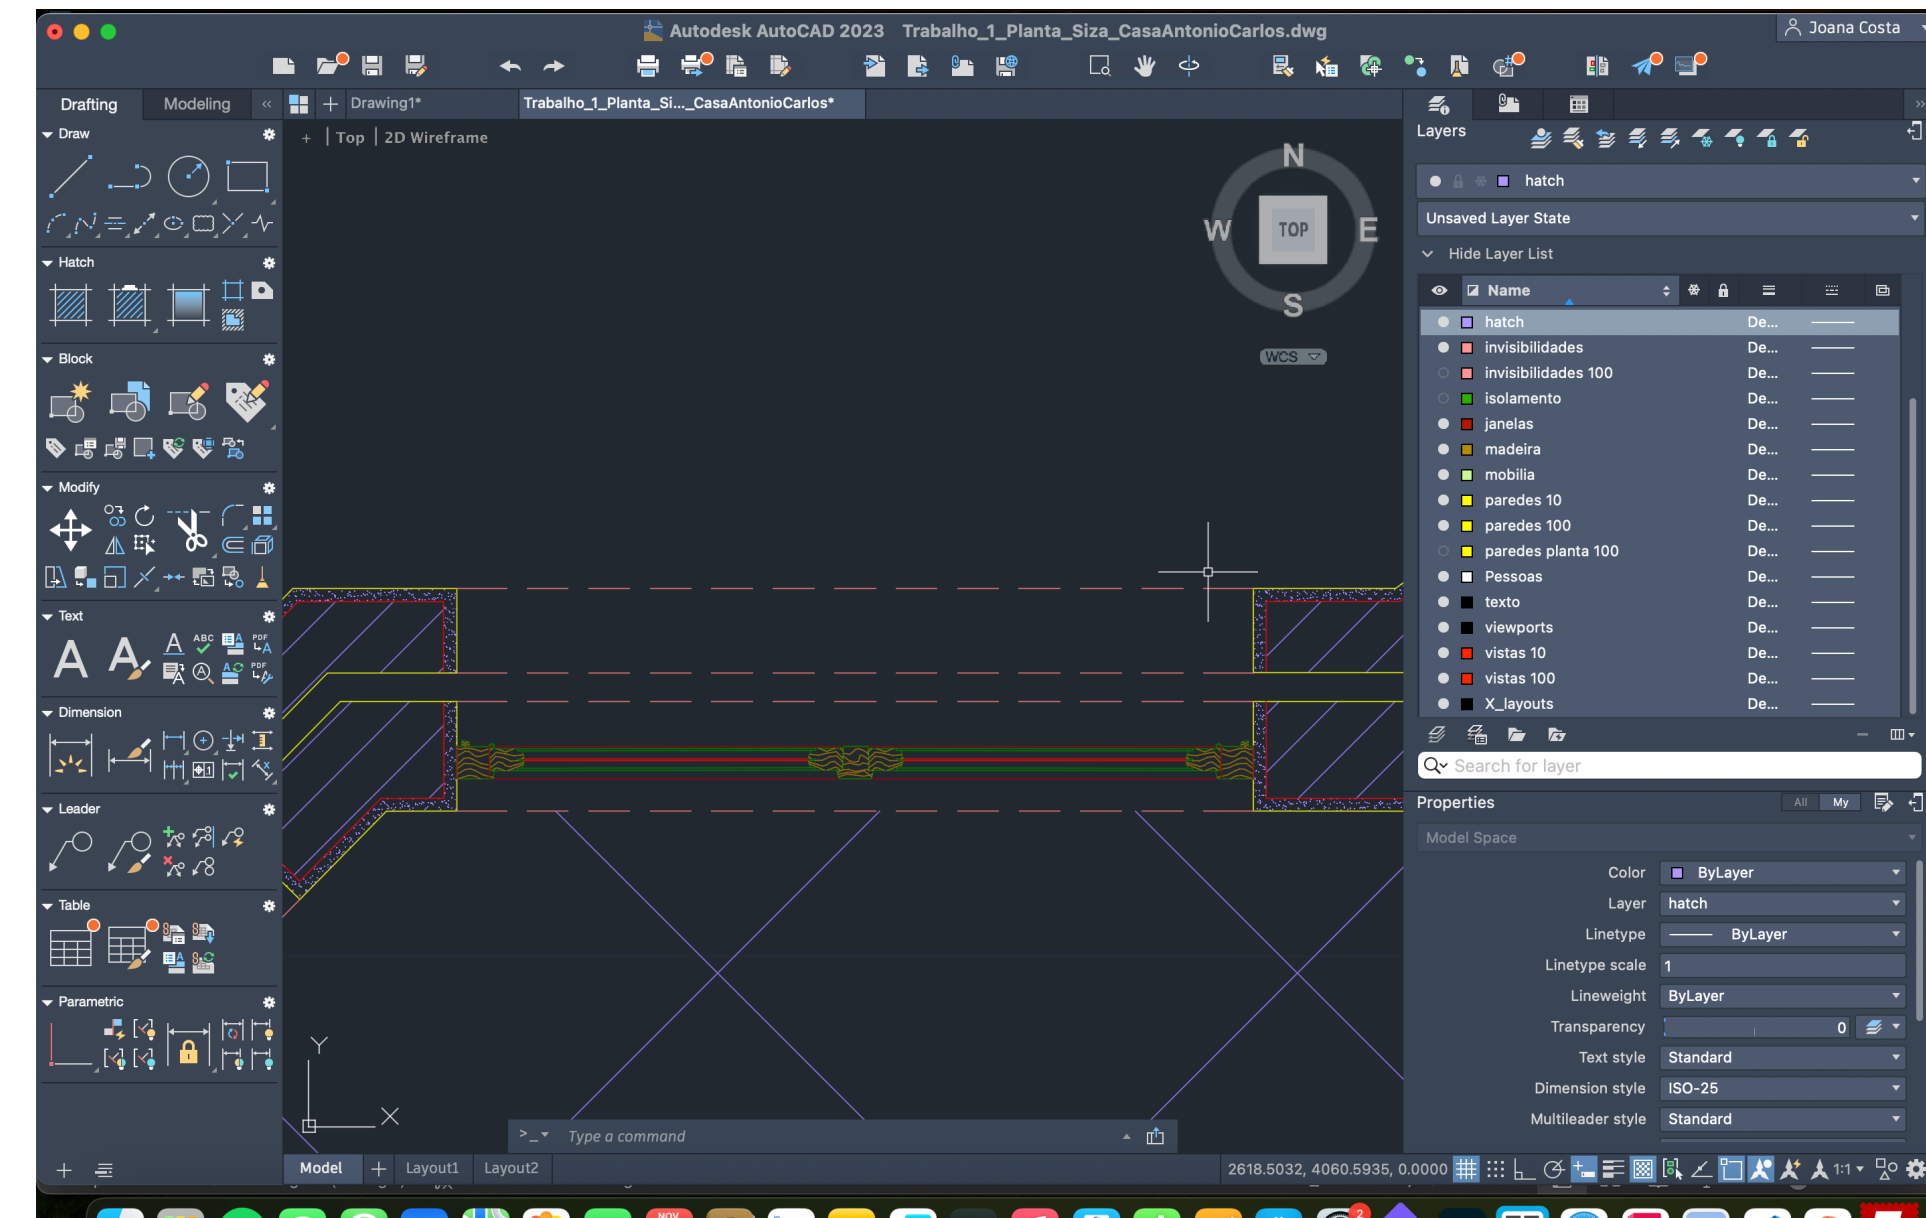 Autodesk AutoCAD 2023 Trabalho_1_Planta_Siza_CasaAntonioCarlos.dwg
Joana Costa
Drafting Modeling
Drawing1*
Trabalho_1_Planta_Si..._CasaAntonioCarlos*
+ | Top | 2D Wireframe
Draw
Hatch
Block
Modify
Text
A A A ABC PDF
Dimension
Leader
Table
Parametric
N
W TOP E
S
WCS
Y
X
>_ Type a command
Model + Layout1 Layout2
2618.5032, 4060.5935, 0.0000
1:1
Layers
hatch
Unsaved Layer State
Hide Layer List
Name
hatch De...
invisibilidades De...
invisibilidades 100 De...
isolamento De...
janelas De...
madeira De...
mobilia De...
paredes 10 De...
paredes 100 De...
paredes planta 100 De...
Pessoas De...
texto De...
viewports De...
vistas 10 De...
vistas 100 De...
X_layouts De...
Search for layer
Properties All My
Model Space
Color ByLayer
Layer hatch
Linetype ByLayer
Linetype scale 1
Lineweight ByLayer
Transparency 0
Text style Standard
Dimension style ISO-25
Multileader style Standard
NOV
2